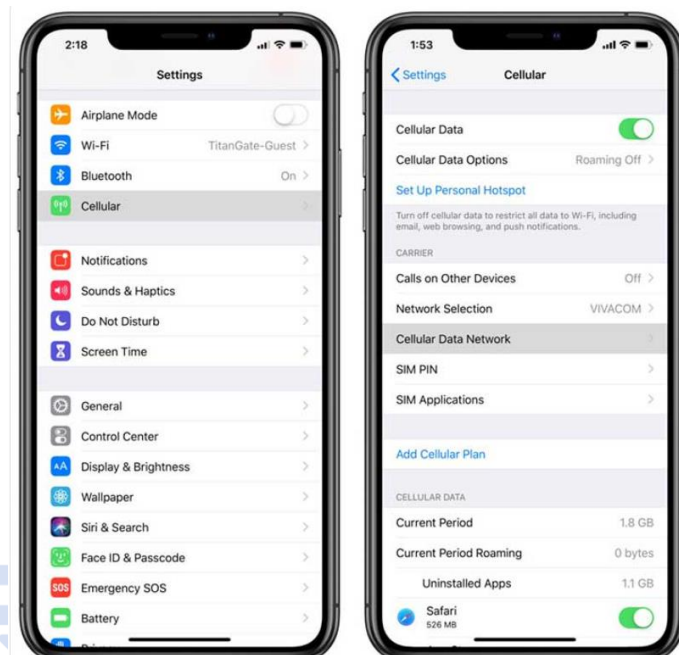 2:18
Settings
Airplane Mode
Wi-Fi TitanGate-Guest
Bluetooth On
Cellular
Notifications
Sounds & Haptics
Do Not Disturb
Screen Time
General
Control Center
AA Display & Brightness
Wallpaper
Siri & Search
Face ID & Passcode
SOS Emergency SOS
Battery
1:53
Settings Cellular
Cellular Data
Cellular Data Options Roaming Off
Set Up Personal Hotspot
Turn off cellular data to restrict all data to Wi-Fi, including
email, web browsing, and push notifications.
CARRIER
Calls on Other Devices Off
Network Selection VIVACOM
Cellular Data Network
SIM PIN
SIM Applications
Add Cellular Plan
CELLULAR DATA
Current Period 1.8 GB
Current Period Roaming 0 bytes
Uninstalled Apps 1.1 GB
Safari
526 MB